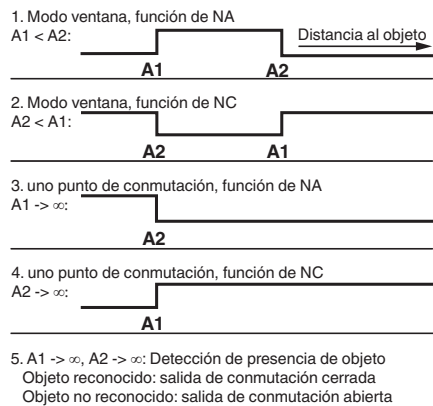 1. Modo ventana, función de NA
A1 < A2:
Distancia al objeto
A1
A2
2. Modo ventana, función de NC
A2 < A1:
A2
A1
3. uno punto de conmutación, función de NA
A1 -> ∞:
A2
4. uno punto de conmutación, función de NC
A2 -> ∞:
A1
5. A1 -> ∞, A2 -> ∞: Detección de presencia de objeto
Objeto reconocido: salida de conmutación cerrada
Objeto no reconocido: salida de conmutación abierta